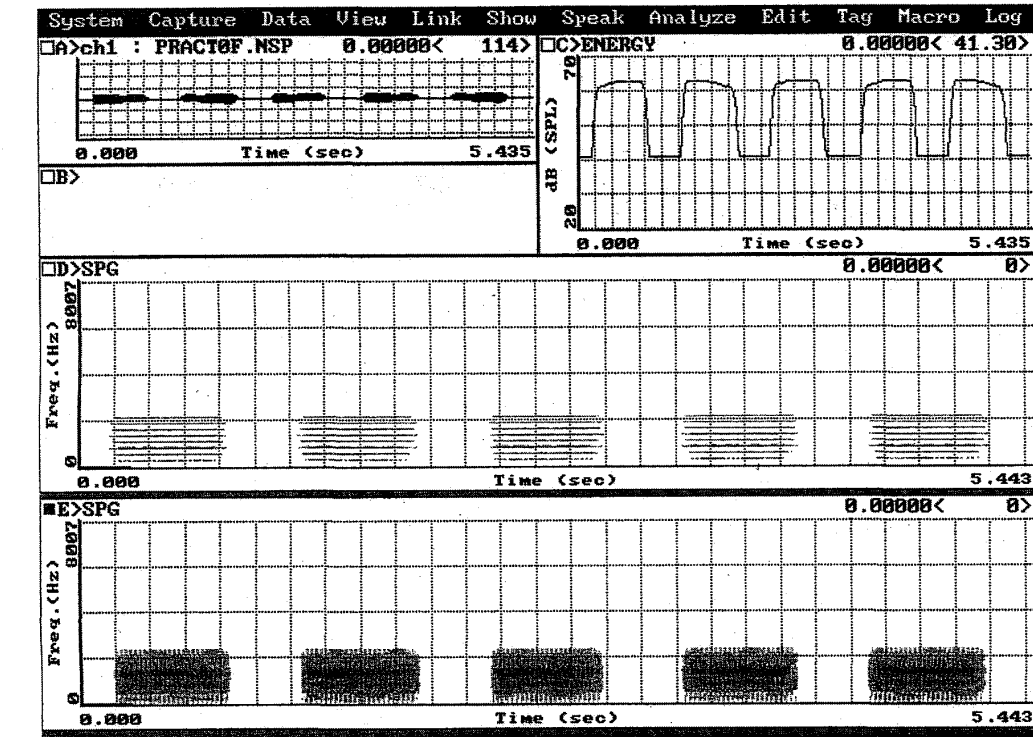 System Capture Data View Link Show Speak Analyze Edit Tag Macro Log
□A>ch1 : PRACT0F.NSP 0.00000< 114>
0.000 Time (sec) 5.435
□B>
□C>ENERGY 0.00000< 41.30>
70
dB (SPL)
20
0.000 Time (sec) 5.435
□D>SPG 0.00000< 0>
8007
Freq.(Hz)
0
0.000 Time (sec) 5.443
■E>SPG 0.00000< 0>
8007
Freq.(Hz)
0
0.000 Time (sec) 5.443